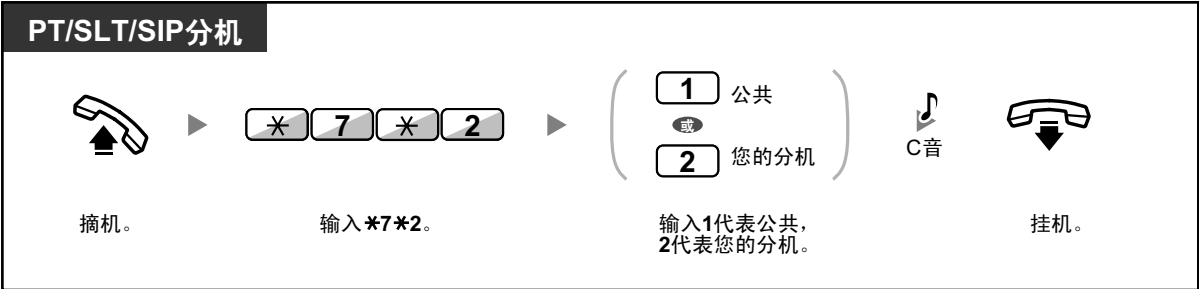 PT/SLT/SIP分机
* 7 * 2
1 公共
或
2 您的分机
C音
摘机。
输入*7*2。
输入1代表公共，
2代表您的分机。
挂机。